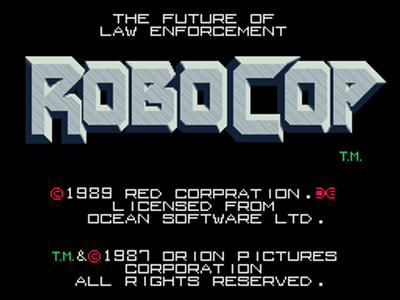 THE FUTURE OF
LAW ENFORCEMENT
ROBOCOP
T.M.
©1989 RED CORPRATION.
LICENSED FROM
OCEAN SOFTWARE LTD.
T.M.&©1987 ORION PICTURES
CORPORATION
ALL RIGHTS RESERVED.